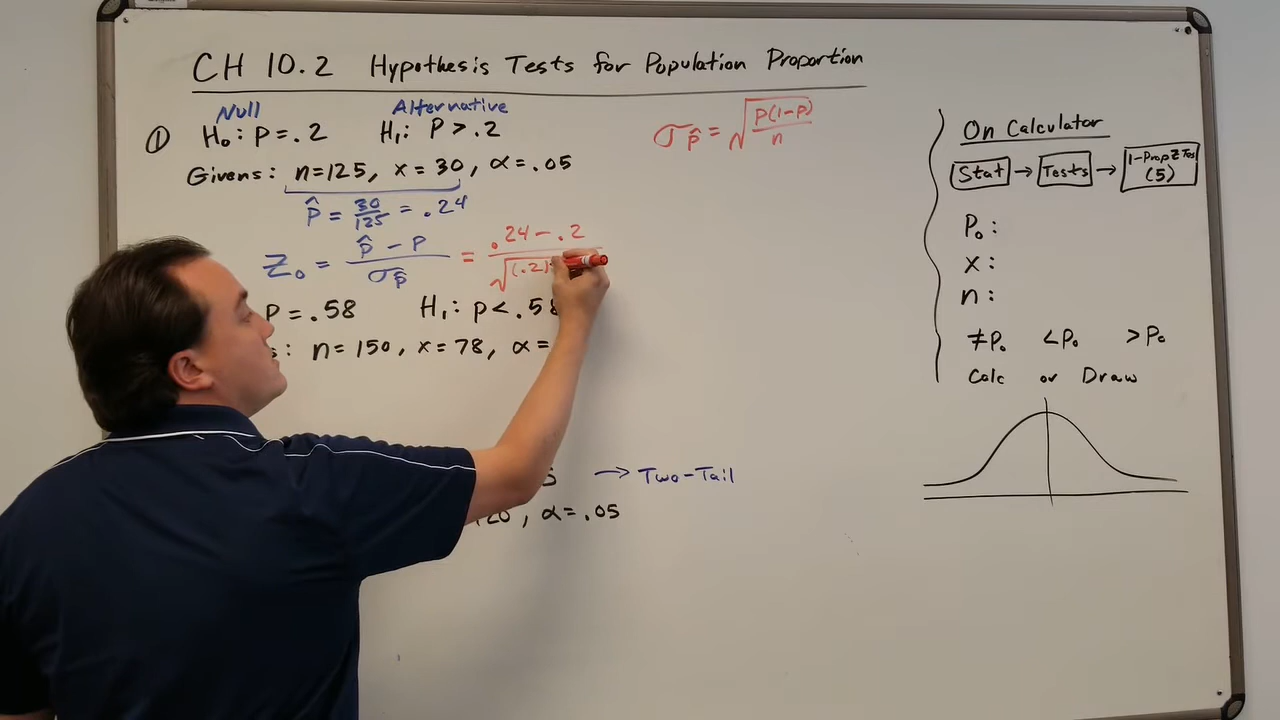 CH 10.2 Hypothesis Tests for Population Proportion
Null Alternative
① H₀: P = .2 H₁: P > .2
Givens: n=125, x = 30, α = .05
p̂ = 30/125 = .24
Z₀ = p̂ - P / σp̂ = .24 - .2 / √(.2)
P = .58 H₁: P < .58
: n = 150, x = 78, α =
→ Two-Tail
120, α = .05
σp̂ = √P(1-P)/n
On Calculator
Stat → Tests → 1-PropZTest (5)
P₀:
x:
n:
≠P₀ <P₀ >P₀
Calc or Draw